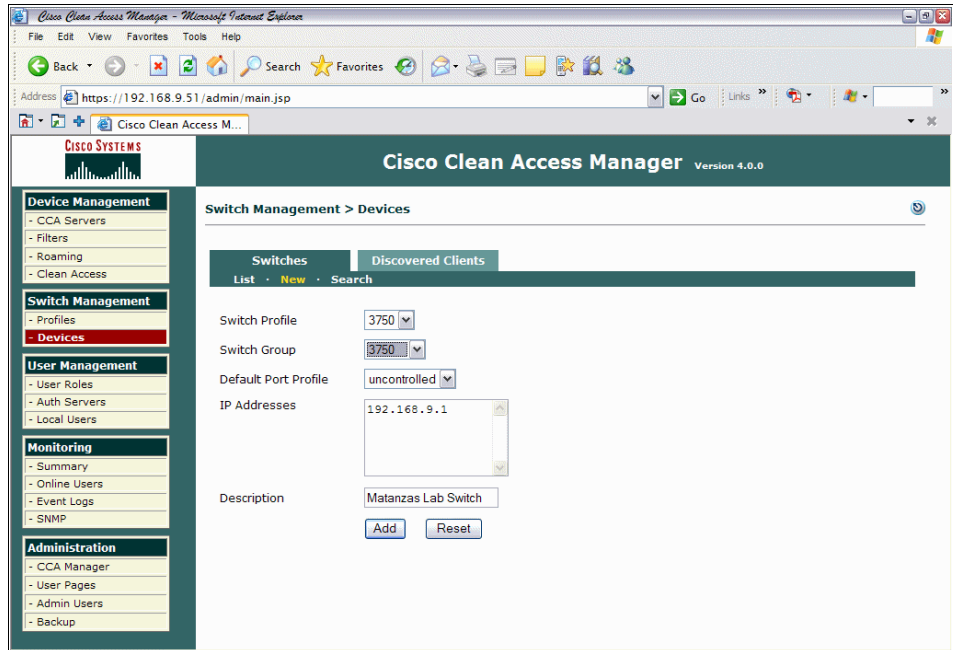 Cisco Clean Access Manager - Microsoft Internet Explorer
File Edit View Favorites Tools Help
Back Search Favorites
Address https://192.168.9.51/admin/main.jsp Go Links »
Cisco Clean Access M...
CISCO SYSTEMS
Cisco Clean Access Manager Version 4.0.0
Device Management
- CCA Servers
- Filters
- Roaming
- Clean Access
Switch Management
- Profiles
- Devices
User Management
- User Roles
- Auth Servers
- Local Users
Monitoring
- Summary
- Online Users
- Event Logs
- SNMP
Administration
- CCA Manager
- User Pages
- Admin Users
- Backup
Switch Management > Devices
Switches Discovered Clients
List · New · Search
Switch Profile 3750
Switch Group 3750
Default Port Profile uncontrolled
IP Addresses 192.168.9.1
Description Matanzas Lab Switch
Add Reset